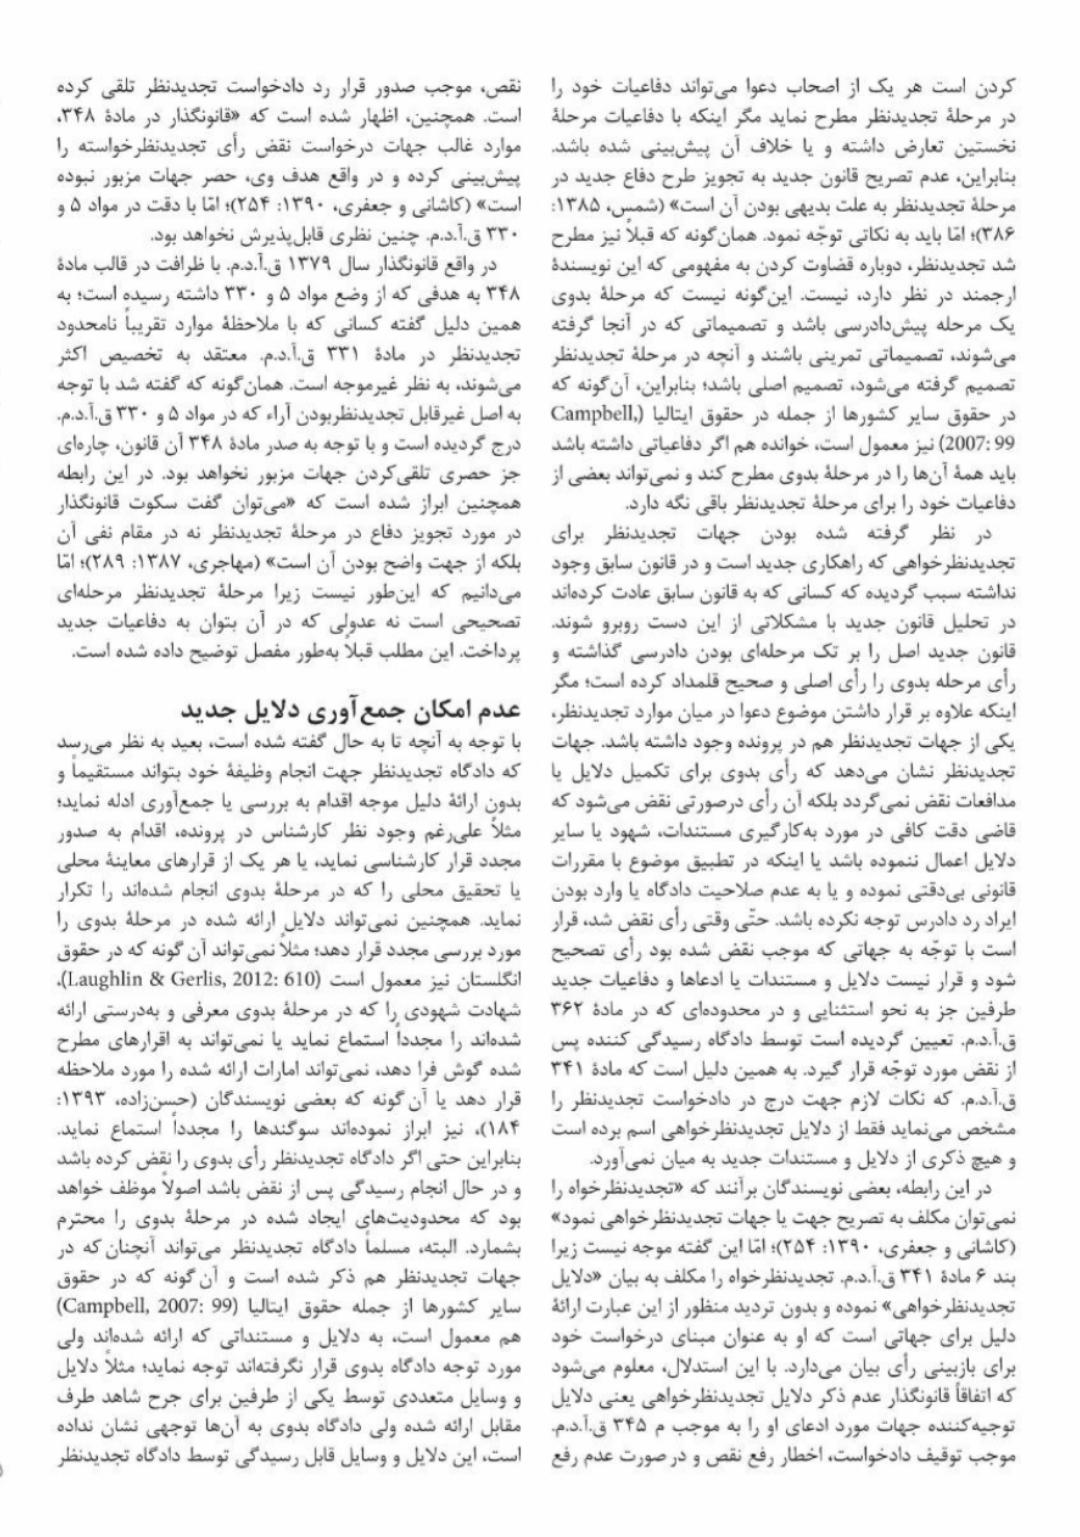 کردن است هر یک از اصحاب دعوا می‌تواند دفاعیات خود را
در مرحلهٔ تجدیدنظر مطرح نماید مگر اینکه با دفاعیات مرحلهٔ
نخستین تعارض داشته و یا خلاف آن پیش‌بینی شده باشد.
بنابراین، عدم تصریح قانون جدید به تجویز طرح دفاع جدید در
مرحلهٔ تجدیدنظر به علت بدیهی بودن آن است» (شمس، ۱۳۸۵:
۳۸۶)؛ امّا باید به نکاتی توجّه نمود. همان‌گونه که قبلاً نیز مطرح
شد تجدیدنظر، دوباره قضاوت کردن به مفهومی که این نویسندهٔ
ارجمند در نظر دارد، نیست. این‌گونه نیست که مرحلهٔ بدوی
یک مرحله پیش‌دادرسی باشد و تصمیماتی که در آنجا گرفته
می‌شوند، تصمیماتی تمرینی باشند و آنچه در مرحلهٔ تجدیدنظر
تصمیم گرفته می‌شود، تصمیم اصلی باشد؛ بنابراین، آن‌گونه که
در حقوق سایر کشورها از جمله در حقوق ایتالیا (Campbell,
2007: 99) نیز معمول است، خوانده هم اگر دفاعیاتی داشته باشد
باید همهٔ آن‌ها را در مرحلهٔ بدوی مطرح کند و نمی‌تواند بعضی از
دفاعیات خود را برای مرحلهٔ تجدیدنظر باقی نگه دارد.
در نظر گرفته شده بودن جهات تجدیدنظر برای
تجدیدنظرخواهی که راهکاری جدید است و در قانون سابق وجود
نداشته سبب گردیده که کسانی که به قانون سابق عادت کرده‌اند
در تحلیل قانون جدید با مشکلاتی از این دست روبرو شوند.
قانون جدید اصل را بر تک مرحله‌ای بودن دادرسی گذاشته و
رأی مرحله بدوی را رأی اصلی و صحیح قلمداد کرده است؛ مگر
اینکه علاوه بر قرار داشتن موضوع دعوا در میان موارد تجدیدنظر،
یکی از جهات تجدیدنظر هم در پرونده وجود داشته باشد. جهات
تجدیدنظر نشان می‌دهد که رأی بدوی برای تکمیل دلایل یا
مدافعات نقض نمی‌گردد بلکه آن رأی درصورتی نقض می‌شود که
قاضی دقت کافی در مورد به‌کارگیری مستندات، شهود یا سایر
دلایل اعمال ننموده باشد یا اینکه در تطبیق موضوع با مقررات
قانونی بی‌دقتی نموده و یا به عدم صلاحیت دادگاه یا وارد بودن
ایراد رد دادرس توجه نکرده باشد. حتّی وقتی رأی نقض شد، قرار
است با توجّه به جهاتی که موجب نقض شده بود رأی تصحیح
شود و قرار نیست دلایل و مستندات یا ادعاها و دفاعیات جدید
طرفین جز به نحو استثنایی و در محدوده‌ای که در مادهٔ ۳۶۲
ق.آ.د.م. تعیین گردیده است توسط دادگاه رسیدگی کننده پس
از نقض مورد توجّه قرار گیرد. به همین دلیل است که مادهٔ ۳۴۱
ق.آ.د.م. که نکات لازم جهت درج در دادخواست تجدیدنظر را
مشخص می‌نماید فقط از دلایل تجدیدنظرخواهی اسم برده است
و هیچ ذکری از دلایل و مستندات جدید به میان نمی‌آورد.
در این رابطه، بعضی نویسندگان برآنند که «تجدیدنظرخواه را
نمی‌توان مکلف به تصریح جهت یا جهات تجدیدنظرخواهی نمود»
(کاشانی و جعفری، ۱۳۹۰: ۲۵۴)؛ امّا این گفته موجه نیست زیرا
بند ۶ مادهٔ ۳۴۱ ق.آ.د.م. تجدیدنظرخواه را مکلف به بیان «دلایل
تجدیدنظرخواهی» نموده و بدون تردید منظور از این عبارت ارائهٔ
دلیل برای جهاتی است که او به عنوان مبنای درخواست خود
برای بازبینی رأی بیان می‌دارد. با این استدلال، معلوم می‌شود
که اتفاقاً قانونگذار عدم ذکر دلایل تجدیدنظرخواهی یعنی دلایل
توجیه‌کننده جهات مورد ادعای او را به موجب م ۳۴۵ ق.آ.د.م.
موجب توقیف دادخواست، اخطار رفع نقص و در صورت عدم رفع
نقص، موجب صدور قرار رد دادخواست تجدیدنظر تلقی کرده
است. همچنین، اظهار شده است که «قانونگذار در مادهٔ ۳۴۸،
موارد غالب جهات درخواست نقض رأی تجدیدنظرخواسته را
پیش‌بینی کرده و در واقع هدف وی، حصر جهات مزبور نبوده
است» (کاشانی و جعفری، ۱۳۹۰: ۲۵۴)؛ امّا با دقت در مواد ۵ و
۳۳۰ ق.آ.د.م. چنین نظری قابل‌پذیرش نخواهد بود.
در واقع قانونگذار سال ۱۳۷۹ ق.آ.د.م. با ظرافت در قالب مادهٔ
۳۴۸ به هدفی که از وضع مواد ۵ و ۳۳۰ داشته رسیده است؛ به
همین دلیل گفته کسانی که با ملاحظهٔ موارد تقریباً نامحدود
تجدیدنظر در مادهٔ ۳۳۱ ق.آ.د.م. معتقد به تخصیص اکثر
می‌شوند، به نظر غیرموجه است. همان‌گونه که گفته شد با توجه
به اصل غیرقابل تجدیدنظربودن آراء که در مواد ۵ و ۳۳۰ ق.آ.د.م.
درج گردیده است و با توجه به صدر مادهٔ ۳۴۸ آن قانون، چاره‌ای
جز حصری تلقی‌کردن جهات مزبور نخواهد بود. در این رابطه
همچنین ابراز شده است که «می‌توان گفت سکوت قانونگذار
در مورد تجویز دفاع در مرحلهٔ تجدیدنظر نه در مقام نفی آن
بلکه از جهت واضح بودن آن است» (مهاجری، ۱۳۸۷: ۲۸۹)؛ امّا
می‌دانیم که این‌طور نیست زیرا مرحلهٔ تجدیدنظر مرحله‌ای
تصحیحی است نه عدولی که در آن بتوان به دفاعیات جدید
پرداخت. این مطلب قبلاً به‌طور مفصل توضیح داده شده است.
عدم امکان جمع‌آوری دلایل جدید
با توجه به آنچه تا به حال گفته شده است، بعید به نظر می‌رسد
که دادگاه تجدیدنظر جهت انجام وظیفهٔ خود بتواند مستقیماً و
بدون ارائهٔ دلیل موجه اقدام به بررسی یا جمع‌آوری ادله نماید؛
مثلاً علی‌رغم وجود نظر کارشناس در پرونده، اقدام به صدور
مجدد قرار کارشناسی نماید، یا هر یک از قرارهای معاینهٔ محلی
یا تحقیق محلی را که در مرحلهٔ بدوی انجام شده‌اند را تکرار
نماید. همچنین نمی‌تواند دلایل ارائه شده در مرحلهٔ بدوی را
مورد بررسی مجدد قرار دهد؛ مثلاً نمی‌تواند آن گونه که در حقوق
انگلستان نیز معمول است (Laughlin & Gerlis, 2012: 610)،
شهادت شهودی را که در مرحلهٔ بدوی معرفی و به‌درستی ارائه
شده‌اند را مجدداً استماع نماید یا نمی‌تواند به اقرارهای مطرح
شده گوش فرا دهد، نمی‌تواند امارات ارائه شده را مورد ملاحظه
قرار دهد یا آن گونه که بعضی نویسندگان (حسن‌زاده، ۱۳۹۳:
۱۸۴)، نیز ابراز نموده‌اند سوگندها را مجدداً استماع نماید.
بنابراین حتی اگر دادگاه تجدیدنظر رأی بدوی را نقض کرده باشد
و در حال انجام رسیدگی پس از نقض باشد اصولاً موظف خواهد
بود که محدودیت‌های ایجاد شده در مرحلهٔ بدوی را محترم
بشمارد. البته، مسلماً دادگاه تجدیدنظر می‌تواند آنچنان که در
جهات تجدیدنظر هم ذکر شده است و آن گونه که در حقوق
سایر کشورها از جمله حقوق ایتالیا (Campbell, 2007: 99)
هم معمول است، به دلایل و مستنداتی که ارائه شده‌اند ولی
مورد توجه دادگاه بدوی قرار نگرفته‌اند توجه نماید؛ مثلاً دلایل
و وسایل متعددی توسط یکی از طرفین برای جرح شاهد طرف
مقابل ارائه شده ولی دادگاه بدوی به آن‌ها توجهی نشان نداده
است، این دلایل و وسایل قابل رسیدگی توسط دادگاه تجدیدنظر